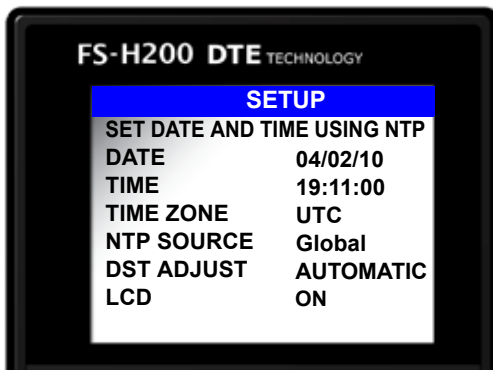 FS-H200 DTE TECHNOLOGY
SETUP
SET DATE AND TIME USING NTP
DATE 04/02/10
TIME 19:11:00
TIME ZONE UTC
NTP SOURCE Global
DST ADJUST AUTOMATIC
LCD ON